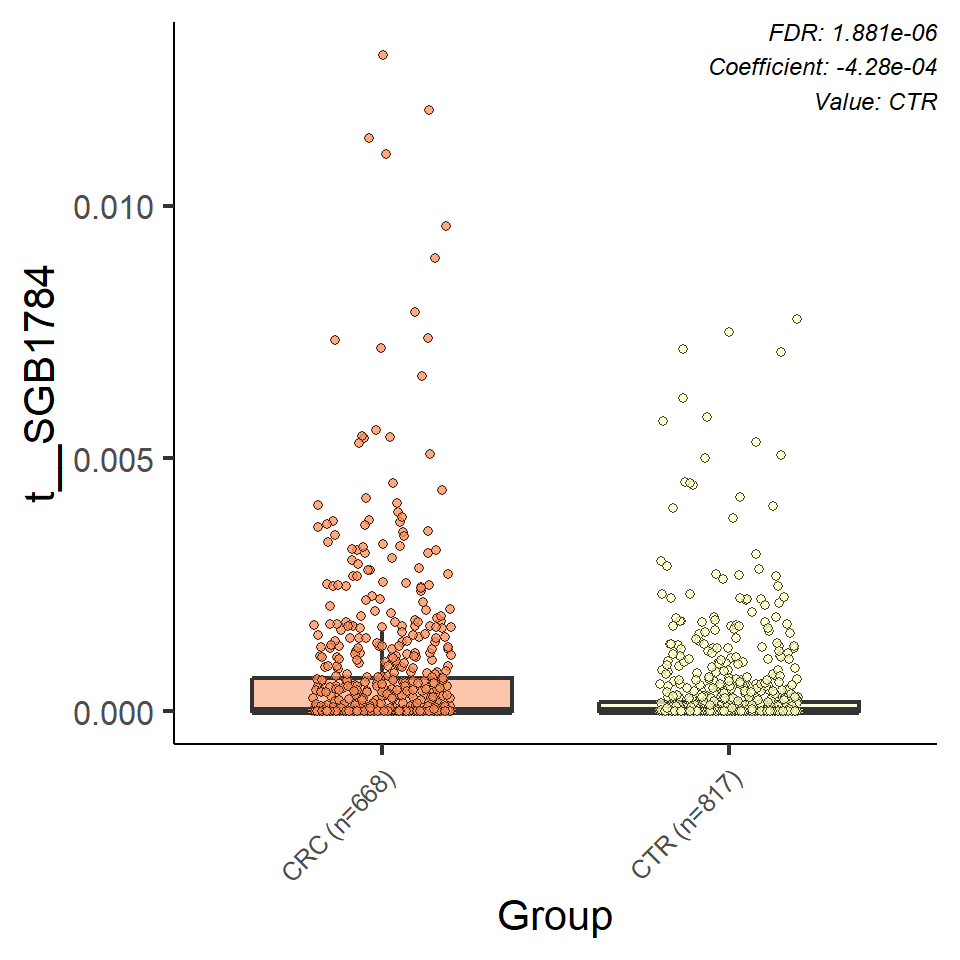 FDR: 1.881e-06
Coefficient: -4.28e-04
Value: CTR
t__SGB1784
0.010
0.005
0.000
CRC (n=668)
CTR (n=817)
Group